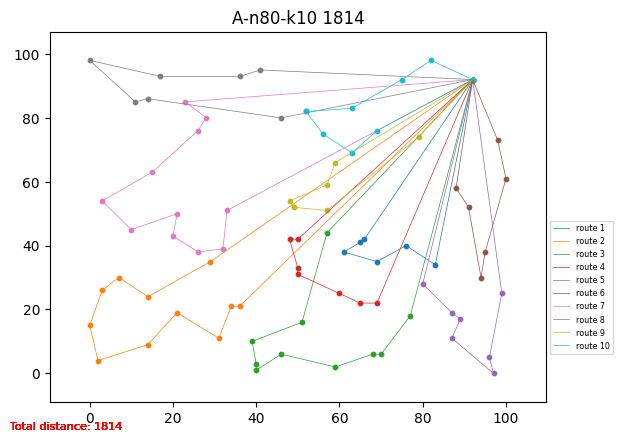 A-n80-k10 1814
100
80
60
40
20
0
0
20
40
60
80
100
route 1
route 2
route 3
route 4
route 5
route 6
route 7
route 8
route 9
route 10
Total distance: 1814